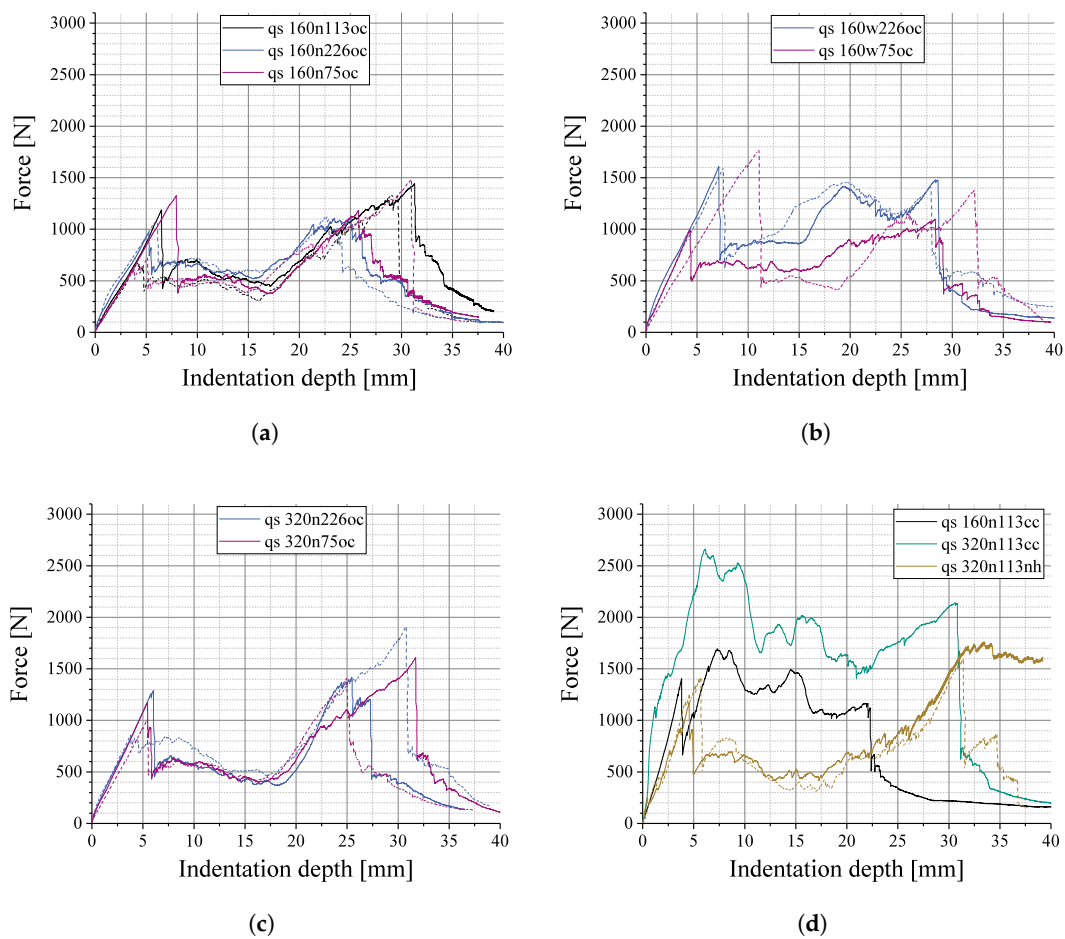 qs 160n113oc
qs 160n226oc
qs 160n75oc
3000
2500
2000
1500
1000
500
0
Force [N]
0 5 10 15 20 25 30 35 40
Indentation depth [mm]
(a)
qs 160w226oc
qs 160w75oc
3000
2500
2000
1500
1000
500
0
Force [N]
0 5 10 15 20 25 30 35 40
Indentation depth [mm]
(b)
qs 320n226oc
qs 320n75oc
3000
2500
2000
1500
1000
500
0
Force [N]
0 5 10 15 20 25 30 35 40
Indentation depth [mm]
(c)
qs 160n113cc
qs 320n113cc
qs 320n113nh
3000
2500
2000
1500
1000
500
0
Force [N]
0 5 10 15 20 25 30 35 40
Indentation depth [mm]
(d)